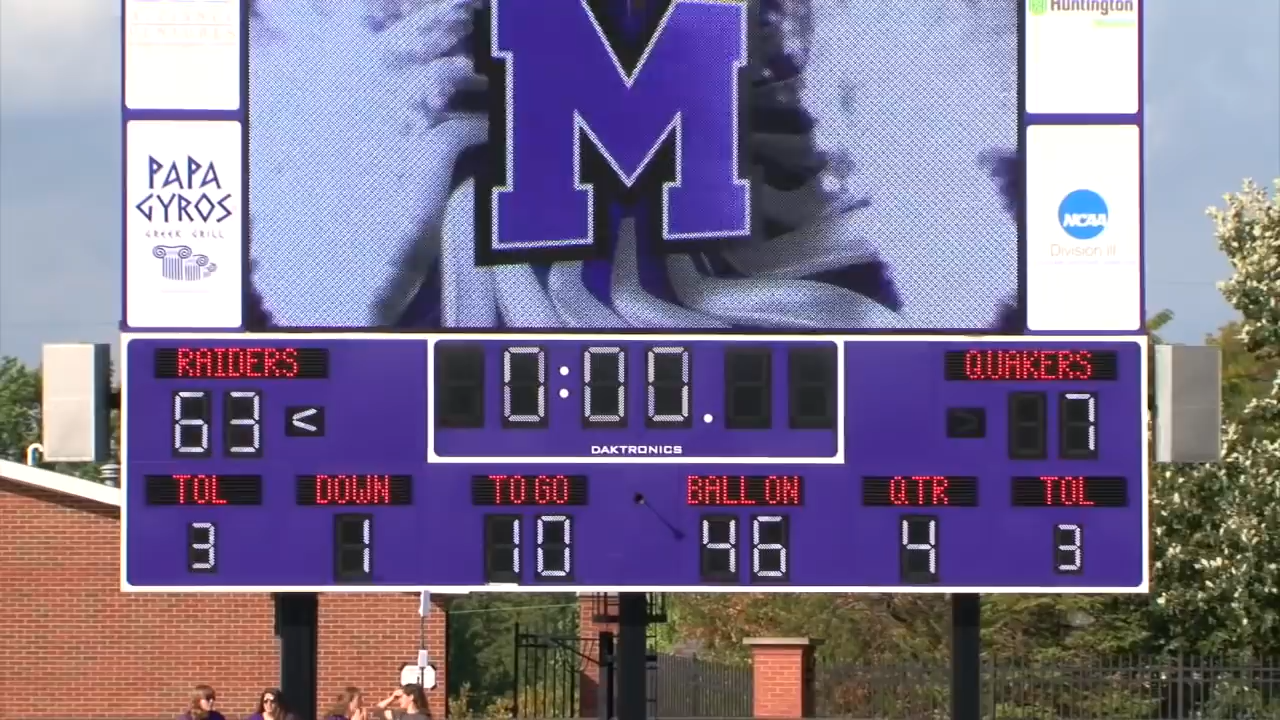 M
Huntington
PAPA
GYROS
GREEK GRILL
NCAA
Division III
RAIDERS
0:00.
QUAKERS
63 <
7
DAKTRONICS
TOL
DOWN
TO GO
BALL ON
QTR
TOL
3
1
10
46
4
3